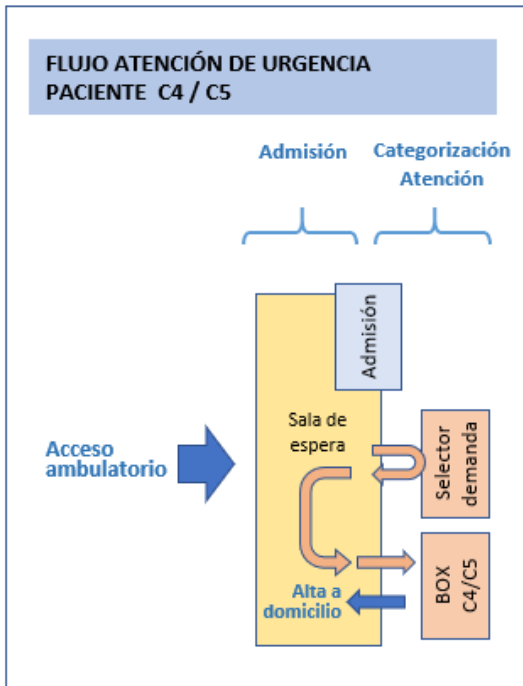 FLUJO ATENCIÓN DE URGENCIA
PACIENTE C4 / C5
Admisión
Categorización
Atención
Admisión
Sala de
espera
Selector
demanda
Acceso
ambulatorio
BOX
C4/C5
Alta a
domicilio